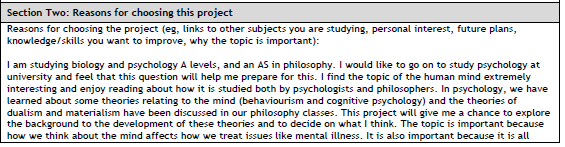 Section Two: Reasons for choosing this project
Reasons for choosing the project (eg, links to other subjects you are studying, personal interest, future plans,
knowledge/skills you want to improve, why the topic is important):
I am studying biology and psychology A levels, and an AS in philosophy. I would like to go on to study psychology at
university and feel that this question will help me prepare for this. I find the topic of the human mind extremely
interesting and enjoy reading about how it is studied both by psychologists and philosophers. In psychology, we have
learned about some theories relating to the mind (behaviourism and cognitive psychology) and the theories of
dualism and materialism have been discussed in our philosophy classes. This project will give me a chance to explore
the background to the development of these theories and to decide on what I think. The topic is important because
how we think about the mind affects how we treat issues like mental illness. It is also important because it is all